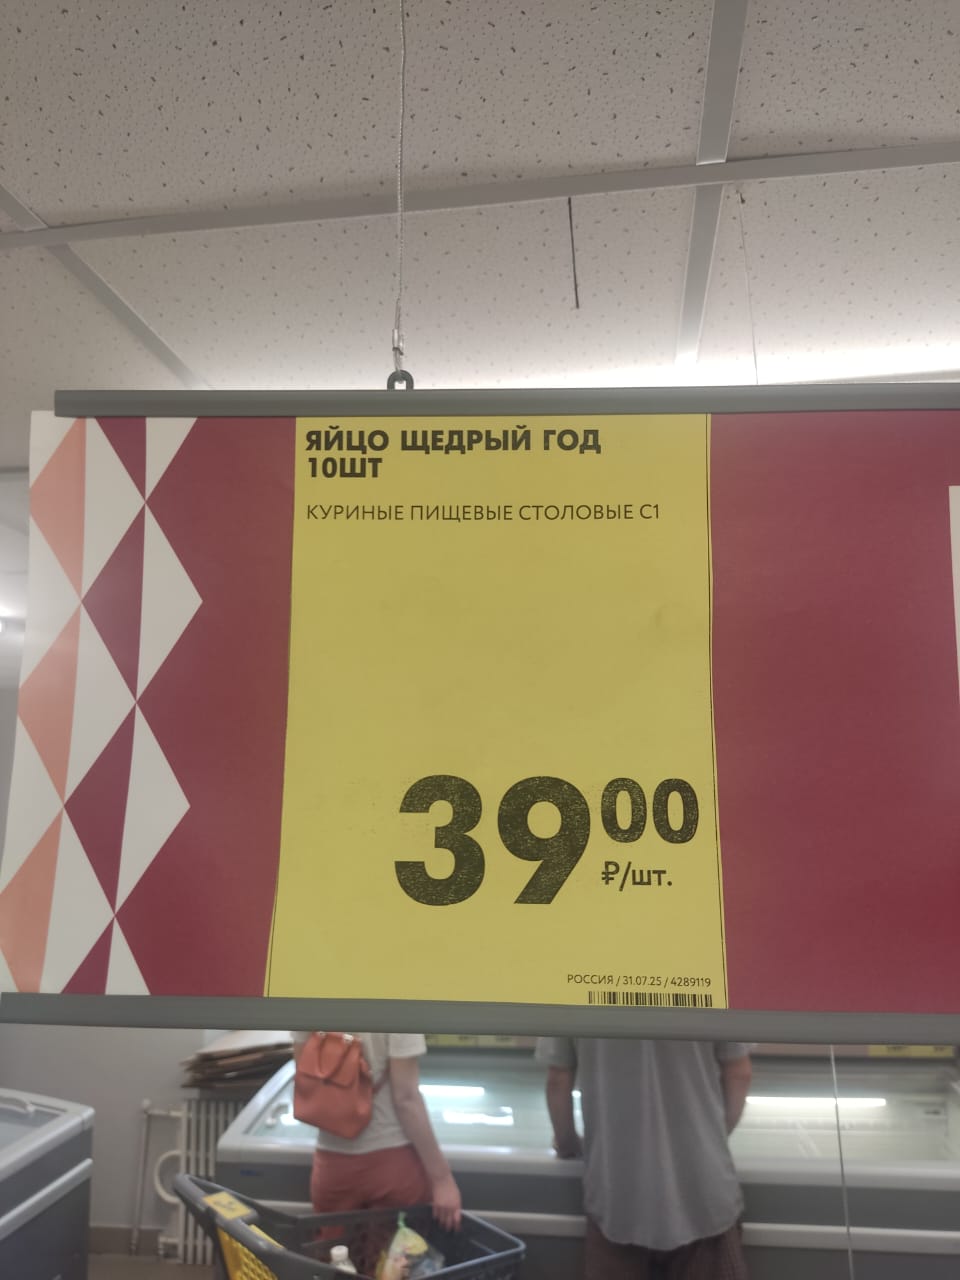 ЯЙЦО ЩЕДРЫЙ ГОД
10ШТ
КУРИНЫЕ ПИЩЕВЫЕ СТОЛОВЫЕ С1
39 00
₽/шт.
РОССИЯ / 31.07.25 / 4289119